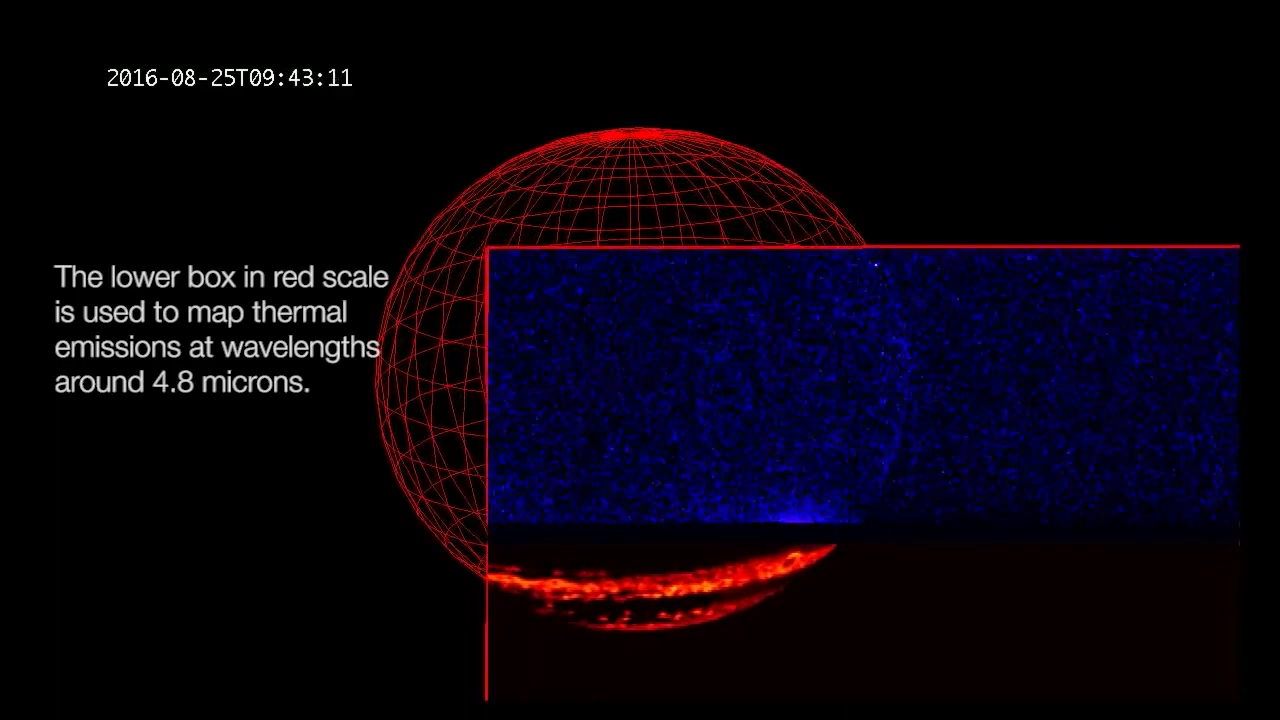 2016-08-25T09:43:11
The lower box in red scale
is used to map thermal
emissions at wavelengths
around 4.8 microns.